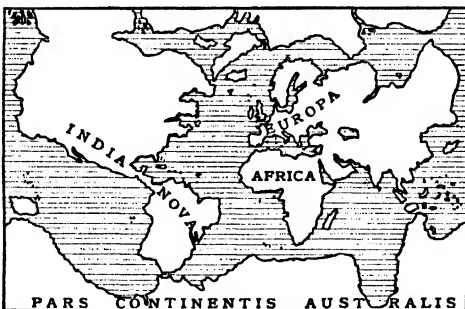 EUROPA
INDIA
AFRICA
NOVA
PARS CONTINENTIS AUSTRALIS